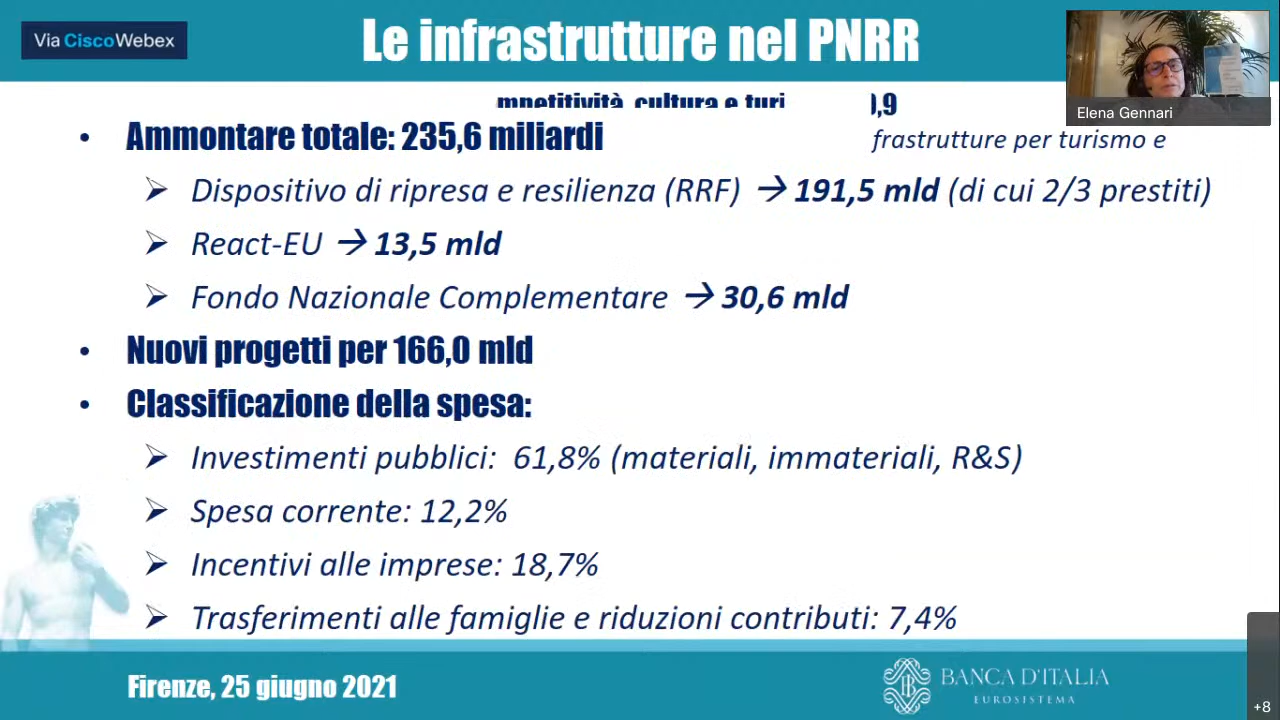 Via CiscoWebex
Le infrastrutture nel PNRR
Elena Gennari
cultura e
,9
• Ammontare totale: 235,6 miliardi
per turismo e
➢ Dispositivo di ripresa e resilienza (RRF) → 191,5 mld (di cui 2/3 prestiti)
➢ React-EU → 13,5 mld
➢ Fondo Nazionale Complementare → 30,6 mld
• Nuovi progetti per 166,0 mld
• Classificazione della spesa:
➢ Investimenti pubblici: 61,8% (materiali, immateriali, R&S)
➢ Spesa corrente: 12,2%
➢ Incentivi alle imprese: 18,7%
➢ Trasferimenti alle famiglie e riduzioni contributi: 7,4%
Firenze, 25 giugno 2021
BANCA D'ITALIA
EUROSISTEMA
+8